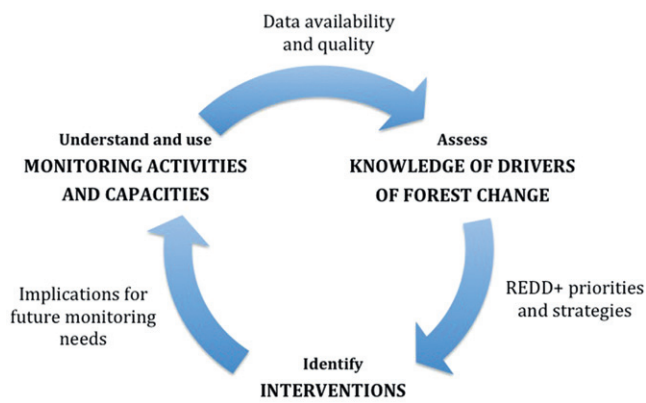 Data availability
and quality
Understand and use
MONITORING ACTIVITIES
AND CAPACITIES
Assess
KNOWLEDGE OF DRIVERS
OF FOREST CHANGE
REDD+ priorities
and strategies
Identify
INTERVENTIONS
Implications for
future monitoring
needs